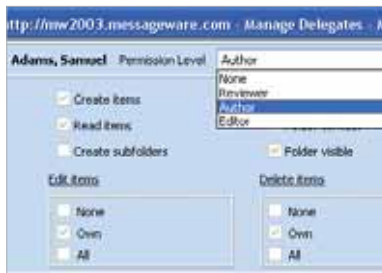 http://mw2003.messageware.com - Manage Delegates -
Adams, Samuel Permission Level Author
None
Reviewer
Author
Editor
Create items
Read items
Create subfolders
Folder visible
Edit items
Delete items
None
None
Own
Own
All
All